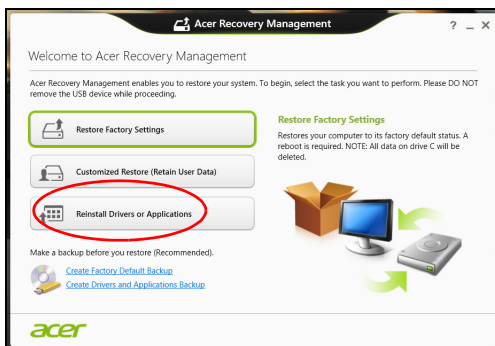 Acer Recovery Management
? _ X
Welcome to Acer Recovery Management
Acer Recovery Management enables you to restore your system. To begin, select the task you want to perform. Please DO NOT
remove the USB device while proceeding.
Restore Factory Settings
Customized Restore (Retain User Data)
Reinstall Drivers or Applications
Restore Factory Settings
Restores your computer to its factory default status. A
reboot is required. NOTE: All data on drive C will be
deleted.
Make a backup before you restore (Recommended).
Create Factory Default Backup
Create Drivers and Applications Backup
acer